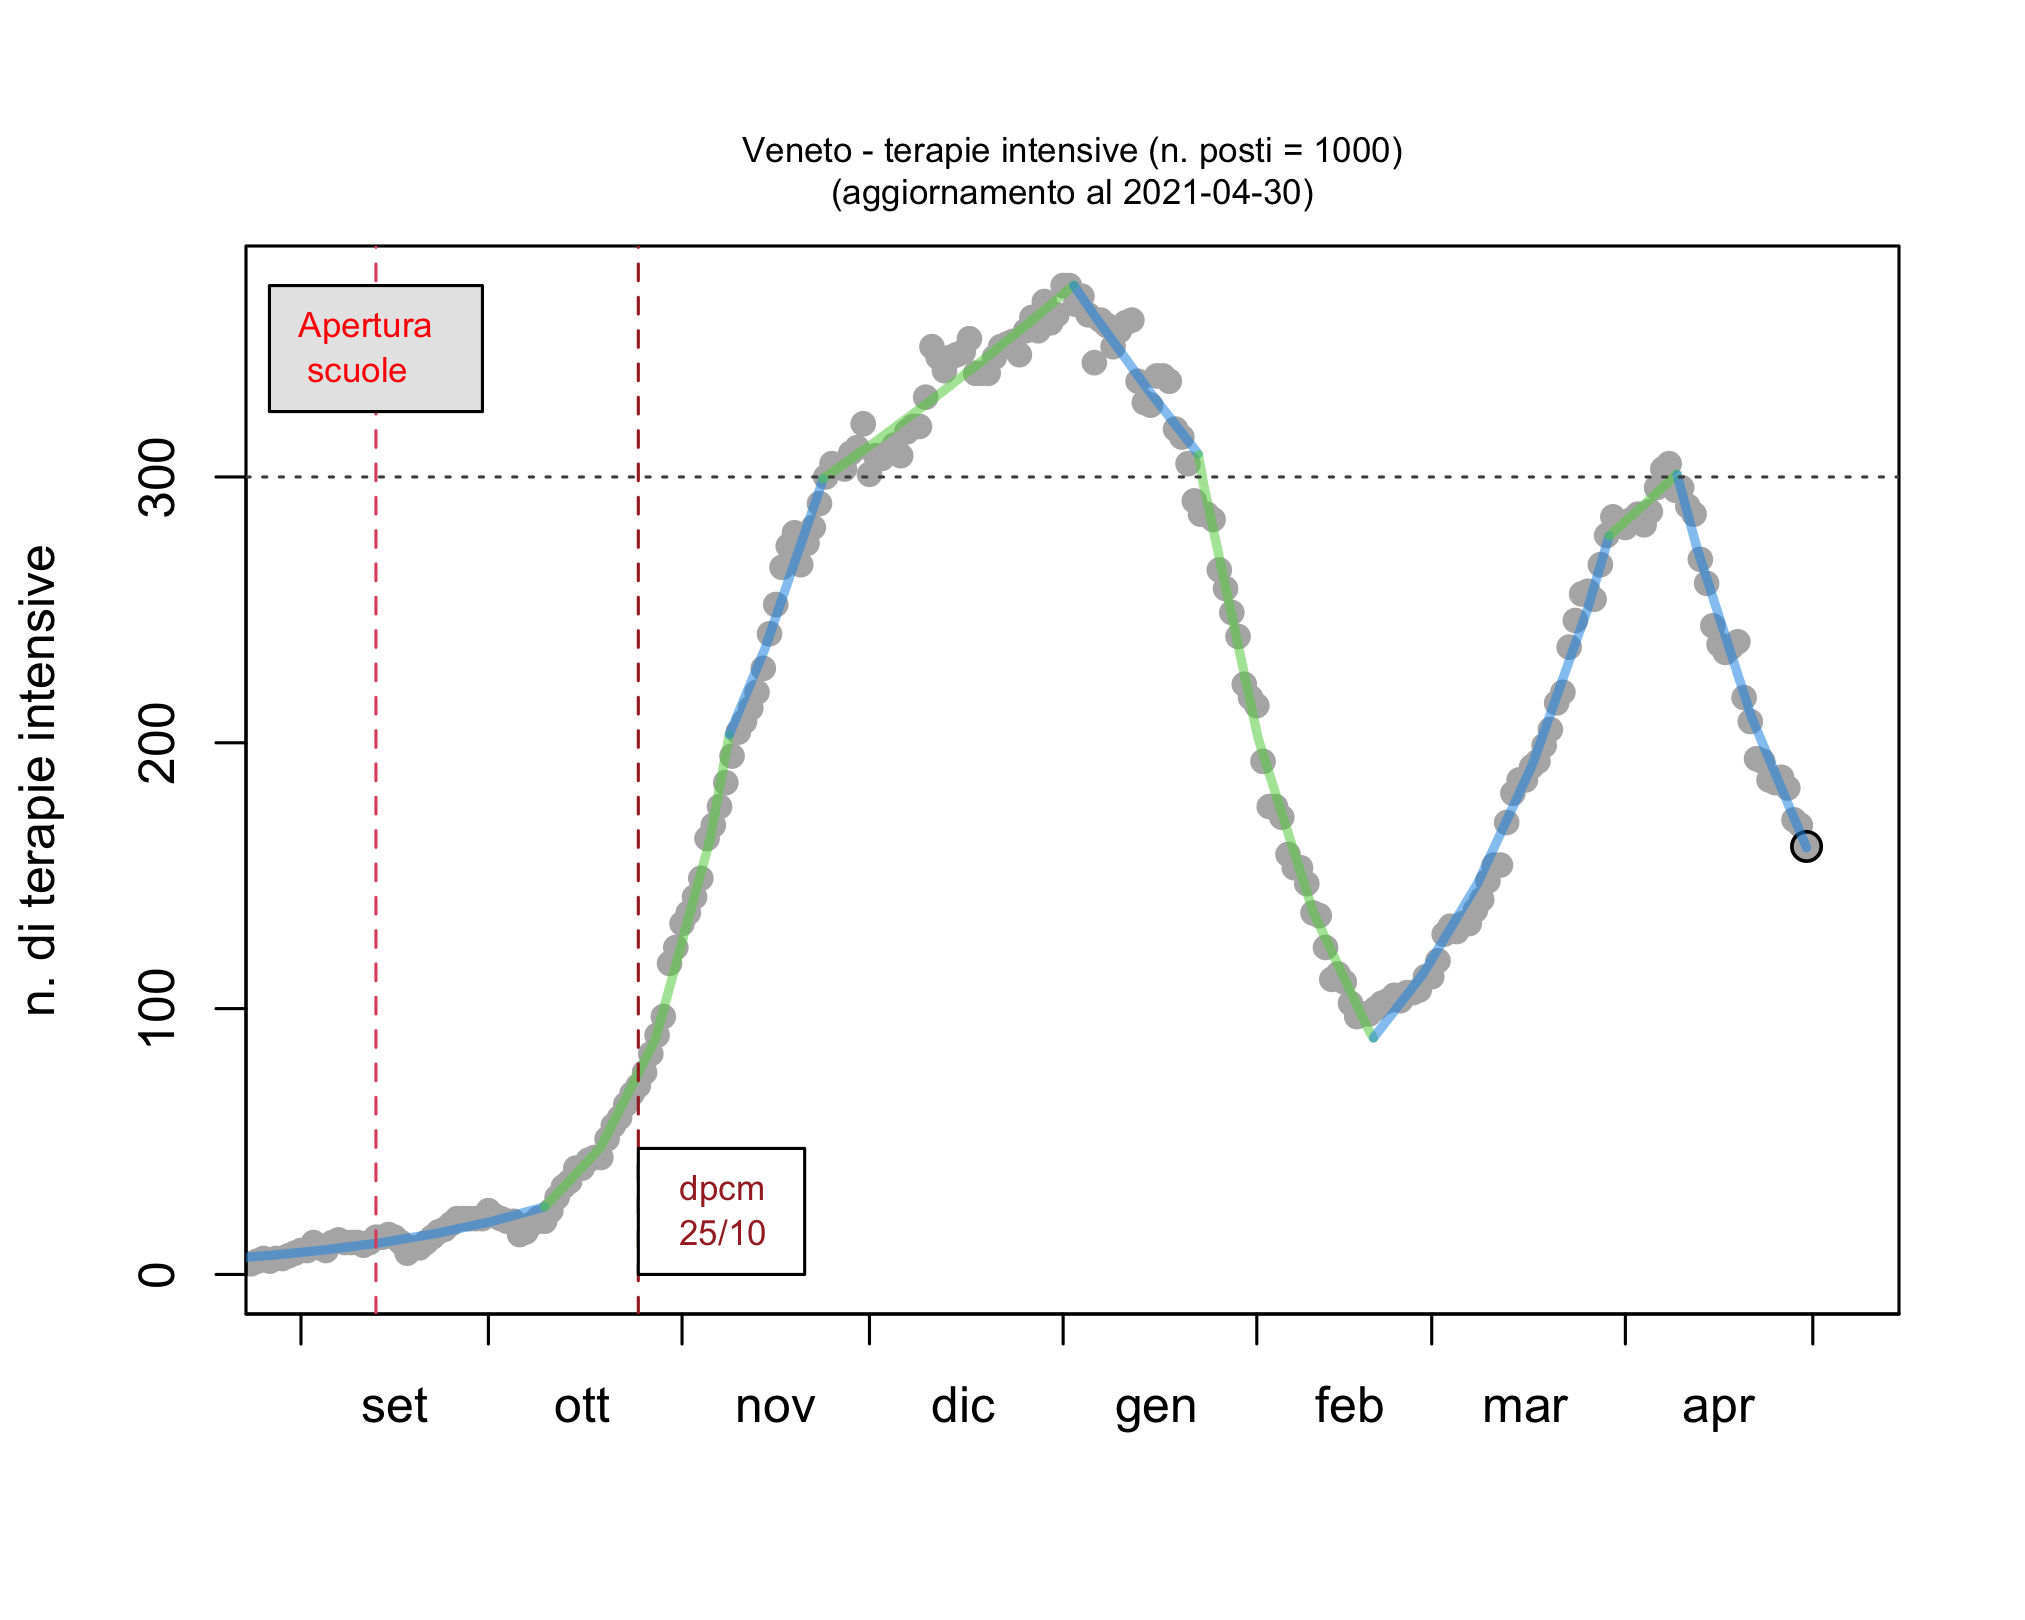 Veneto - terapie intensive (n. posti = 1000)
(aggiornamento al 2021-04-30)
Apertura
scuole
n. di terapie intensive
300
200
100
0
dpcm
25/10
set ott nov dic gen feb mar apr